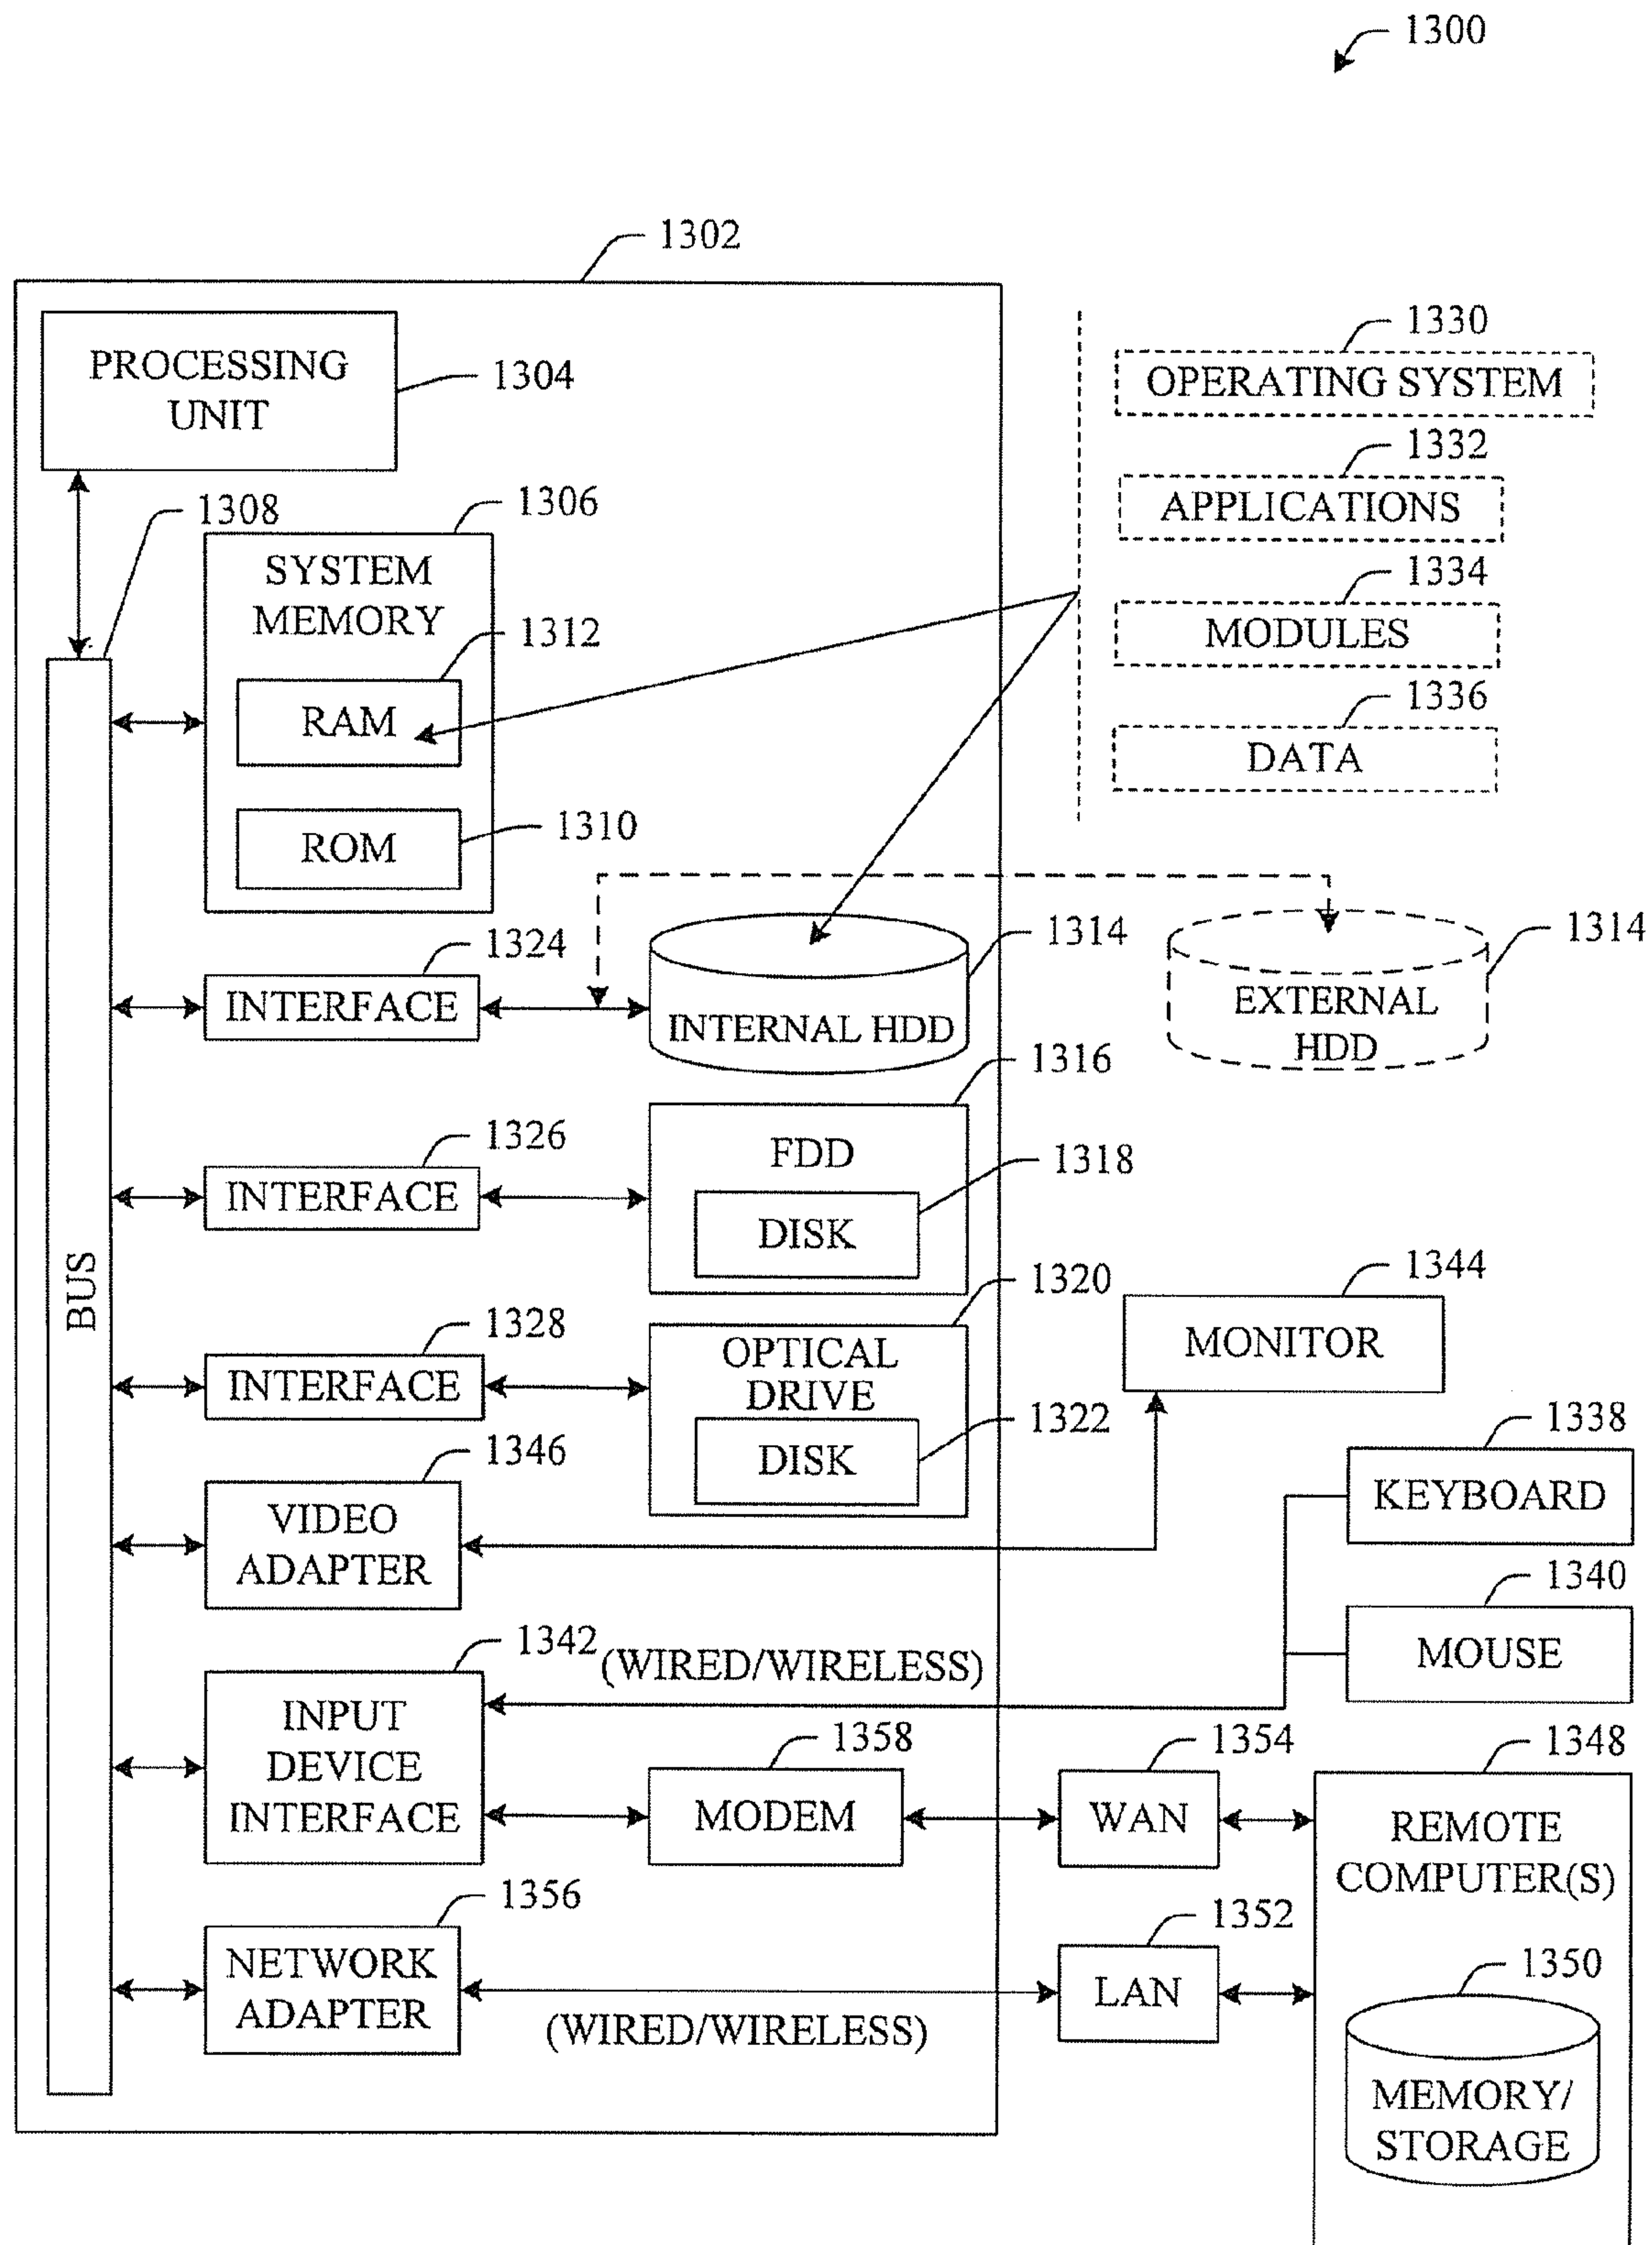 1300
1302
PROCESSING
UNIT
1304
1330
OPERATING SYSTEM
1332
APPLICATIONS
1334
MODULES
1336
DATA
1308
1306
SYSTEM
MEMORY
1312
RAM
1310
ROM
1324
INTERFACE
1314
INTERNAL HDD
1314
EXTERNAL
HDD
1326
INTERFACE
1316
FDD
1318
DISK
BUS
1328
INTERFACE
1320
OPTICAL
DRIVE
1322
DISK
1344
MONITOR
1346
VIDEO
ADAPTER
1338
KEYBOARD
1340
MOUSE
1342
(WIRED/WIRELESS)
INPUT
DEVICE
INTERFACE
1358
MODEM
1354
WAN
1348
REMOTE
COMPUTER(S)
1356
NETWORK
ADAPTER
(WIRED/WIRELESS)
1352
LAN
1350
MEMORY/
STORAGE